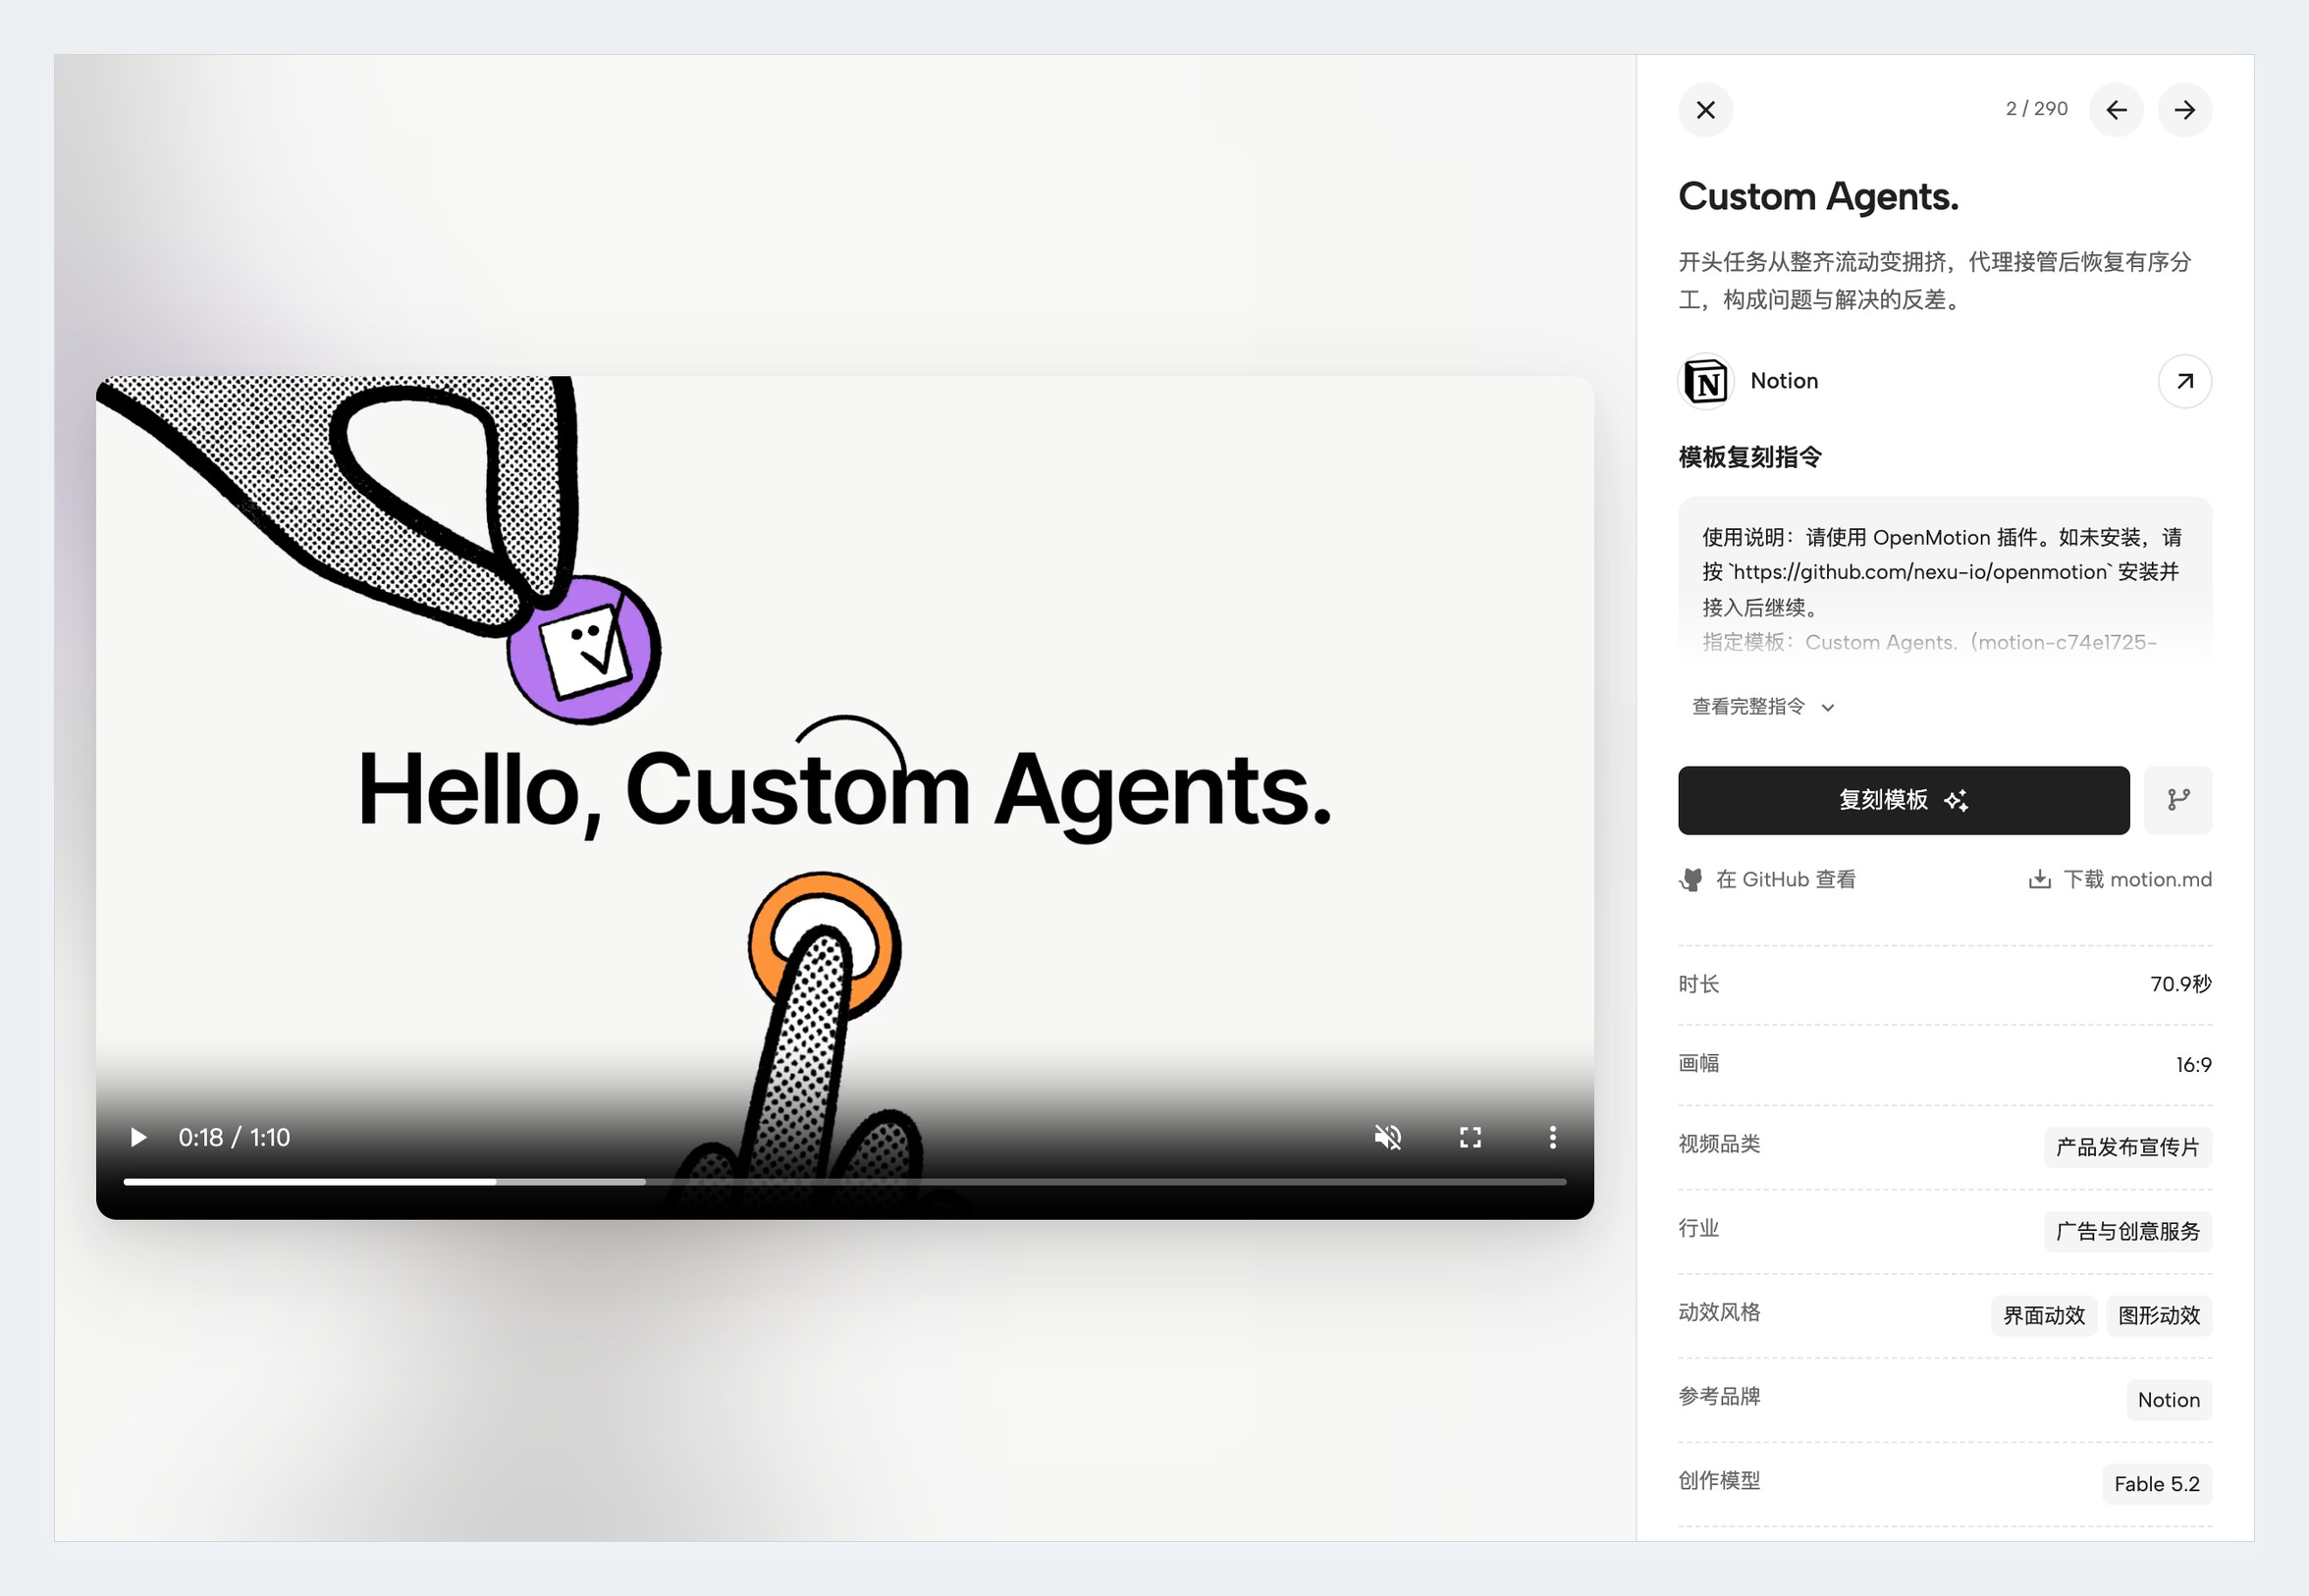 2 / 290
Custom Agents.
开头任务从整齐流动变拥挤，代理接管后恢复有序分
工，构成问题与解决的反差。
N
Notion
模板复刻指令
使用说明：请使用 OpenMotion 插件。如未安装，请
按 `https://github.com/nexu-io/openmotion` 安装并
接入后继续。
指定模板：Custom Agents.（motion-c74e1725-
查看完整指令
复刻模板
在 GitHub 查看
下载 motion.md
时长
70.9秒
画幅
16:9
视频品类
产品发布宣传片
行业
广告与创意服务
动效风格
界面动效
图形动效
参考品牌
Notion
创作模型
Fable 5.2
Hello, Custom Agents.
0:18 / 1:10